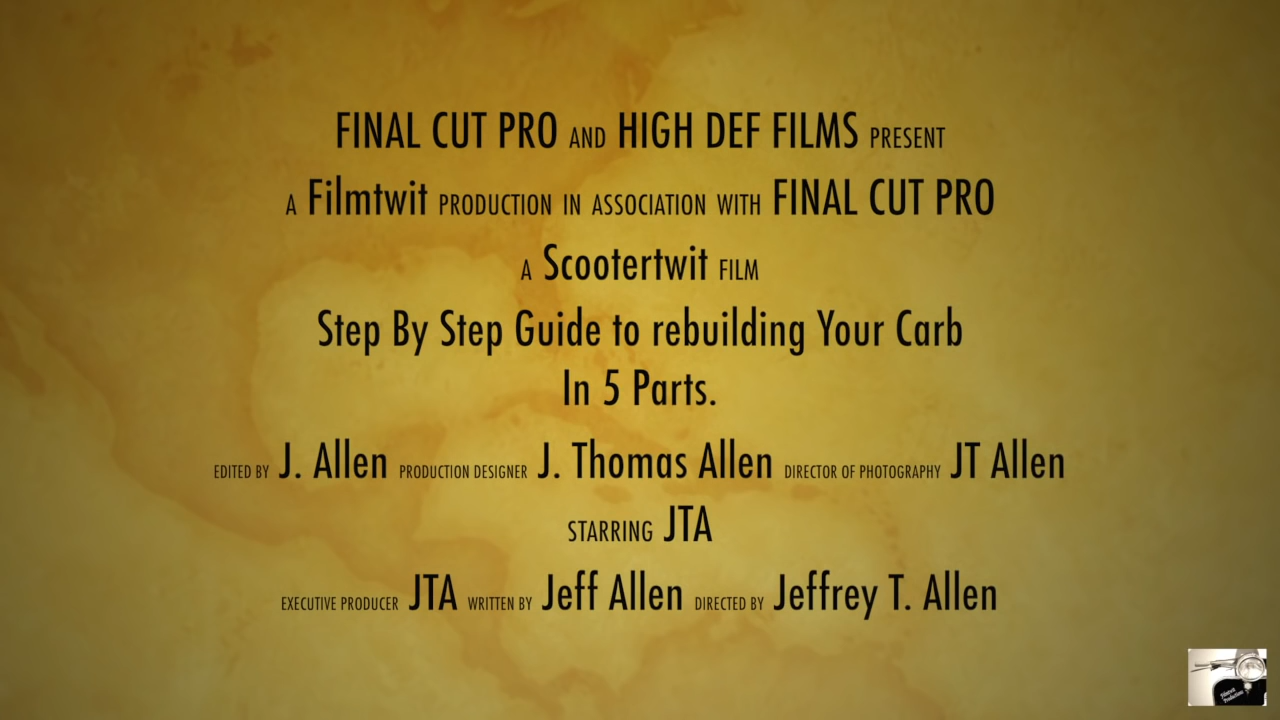 FINAL CUT PRO AND HIGH DEF FILMS PRESENT
A Filmtwit PRODUCTION IN ASSOCIATION WITH FINAL CUT PRO
A Scootertwit FILM
Step By Step Guide to rebuilding Your Carb
In 5 Parts.
EDITED BY J. Allen PRODUCTION DESIGNER J. Thomas Allen DIRECTOR OF PHOTOGRAPHY JT Allen
STARRING JTA
EXECUTIVE PRODUCER JTA WRITTEN BY Jeff Allen DIRECTED BY Jeffrey T. Allen
Filmtwit
Productions